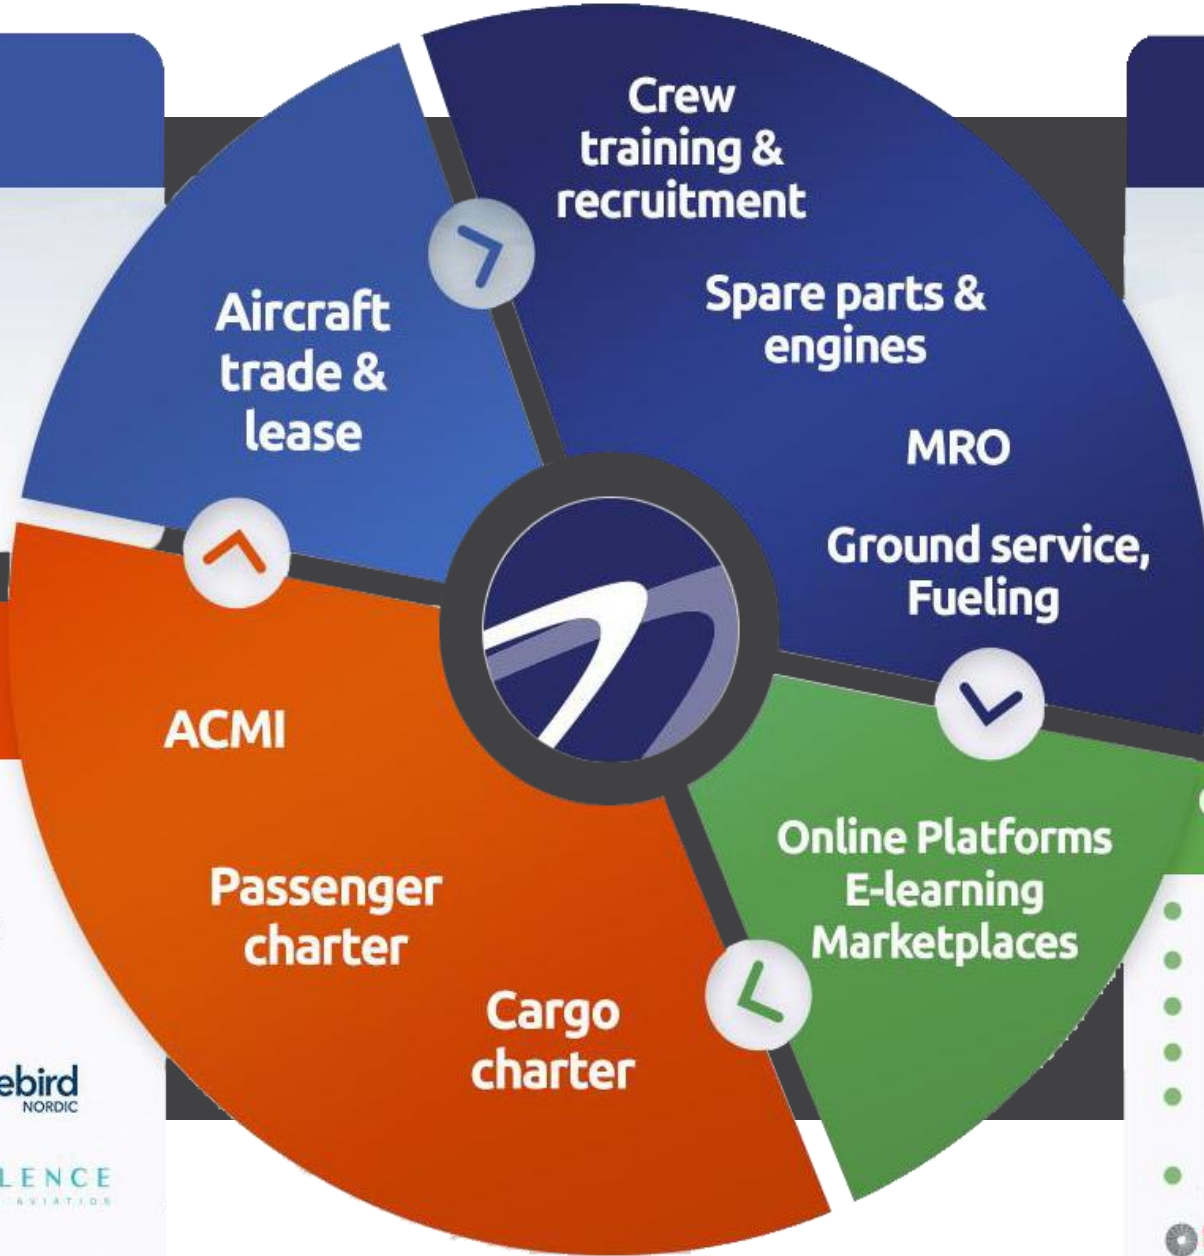 Crew
training &
recruitment
Spare parts &
engines
MRO
Ground service,
Fueling
Aircraft
trade &
lease
ACMI
Passenger
charter
Cargo
charter
Online Platforms
E-learning
Marketplaces
ebird
NORDIC
LENCE
AVIATION